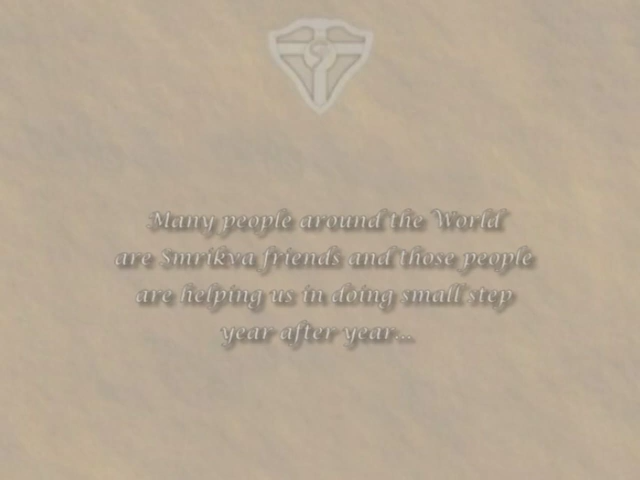 Many people around the World
are Smrikva friends and those people
are helping us in doing small step
year after year...